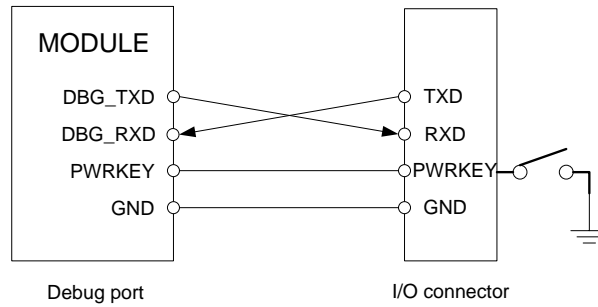 MODULE
DBG_TXD
TXD
DBG_RXD
RXD
PWRKEY
PWRKEY
GND
GND
Debug port
I/O connector